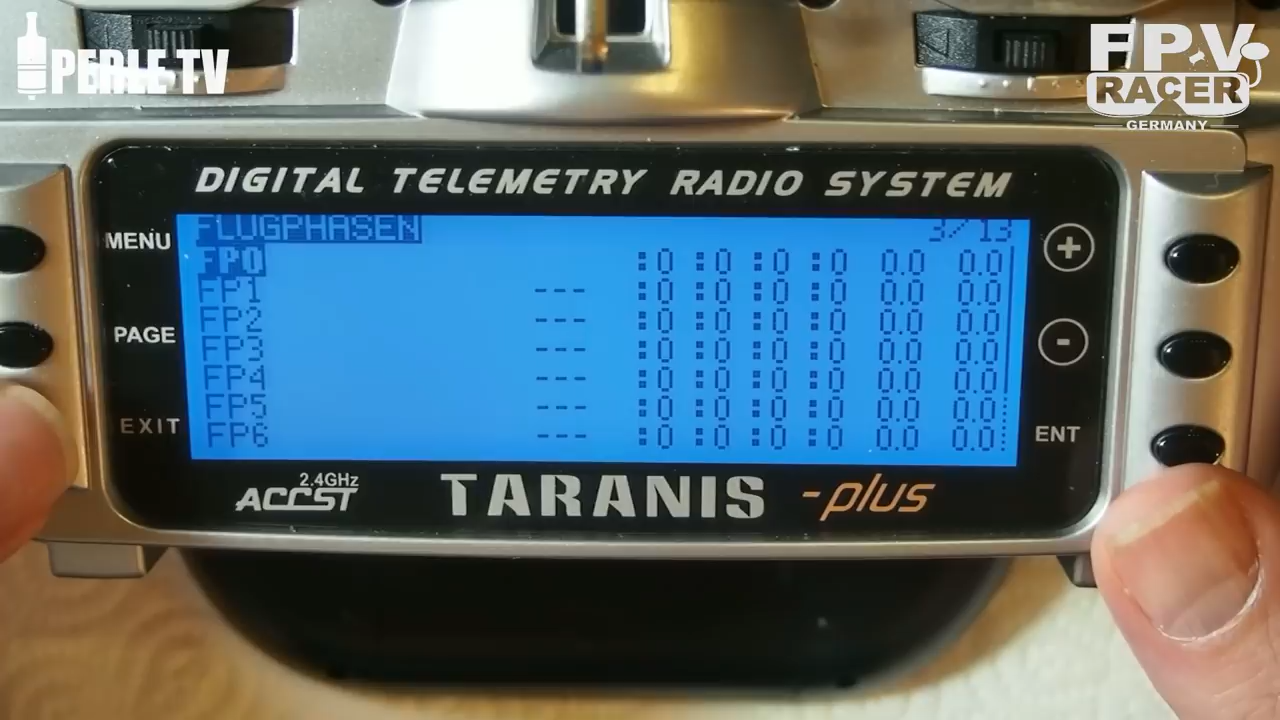 PERLE TV
FPV
RACER
GERMANY
DIGITAL TELEMETRY RADIO SYSTEM
MENU
PAGE
EXIT
FLUGPHASEN 3/13
FP0 :0 :0 :0 :0 0.0 0.0
FP1 --- :0 :0 :0 :0 0.0 0.0
FP2 --- :0 :0 :0 :0 0.0 0.0
FP3 --- :0 :0 :0 :0 0.0 0.0
FP4 --- :0 :0 :0 :0 0.0 0.0
FP5 --- :0 :0 :0 :0 0.0 0.0
FP6 --- :0 :0 :0 :0 0.0 0.0
+
-
ENT
2.4GHz
ACCST
TARANIS -plus